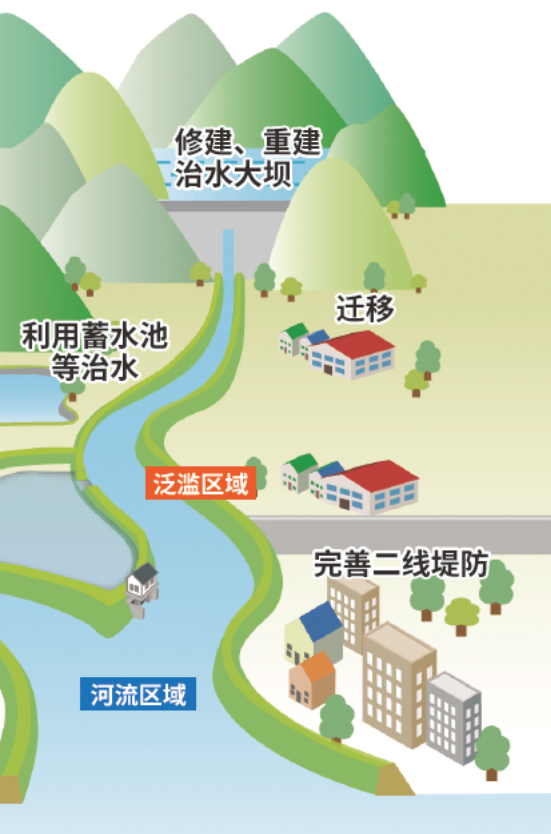 修建、重建
治水大坝
迁移
利用蓄水池
等治水
泛滥区域
完善二线堤防
河流区域